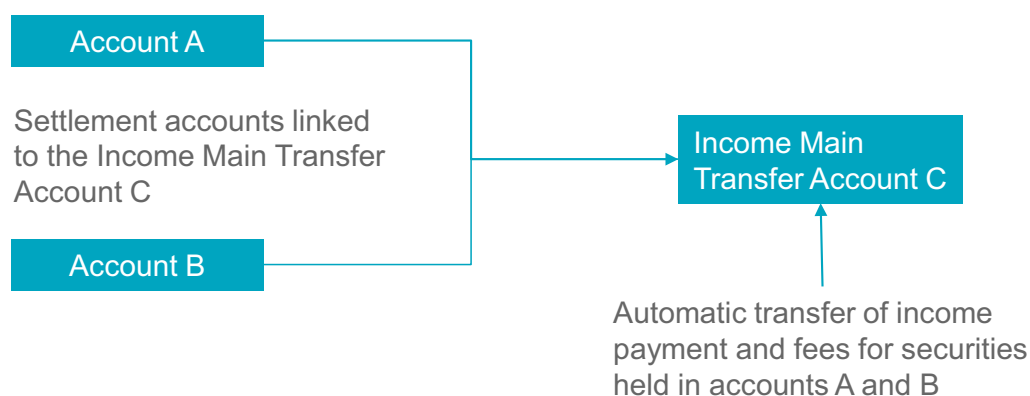 Account A
Settlement accounts linked
to the Income Main Transfer
Account C
Account B
Income Main
Transfer Account C
Automatic transfer of income
payment and fees for securities
held in accounts A and B